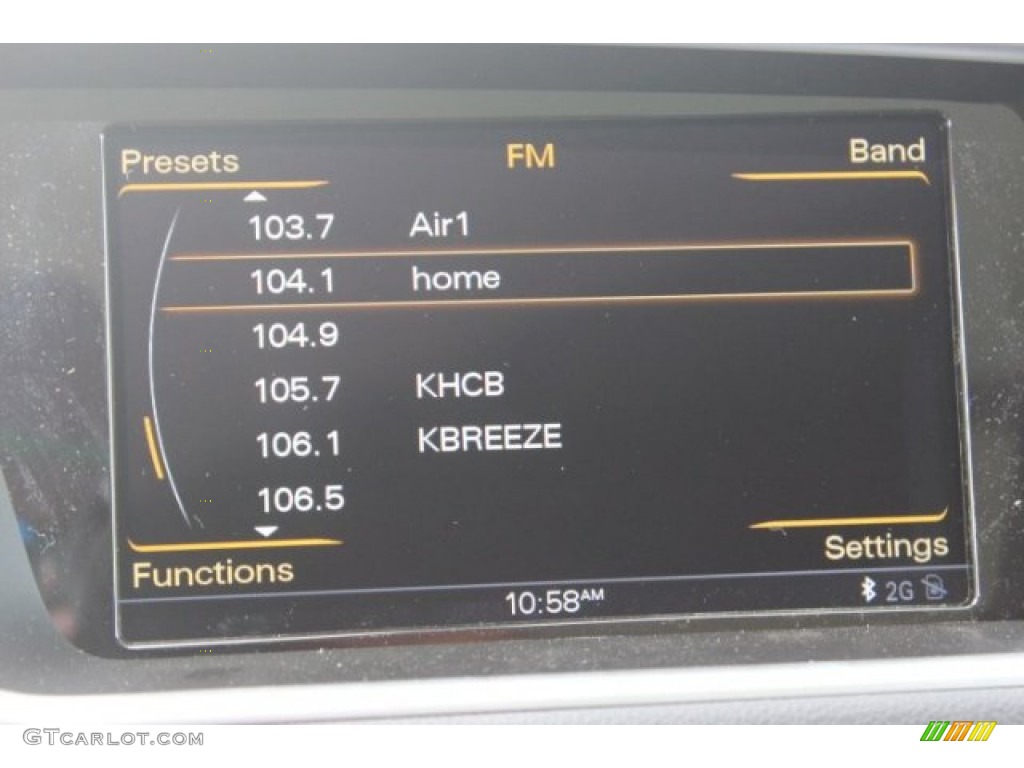 Presets FM Band
103.7 Air1
104.1 home
104.9
105.7 KHCB
106.1 KBREEZE
106.5
Functions Settings
10:58AM 2G
GTCARLOT.COM